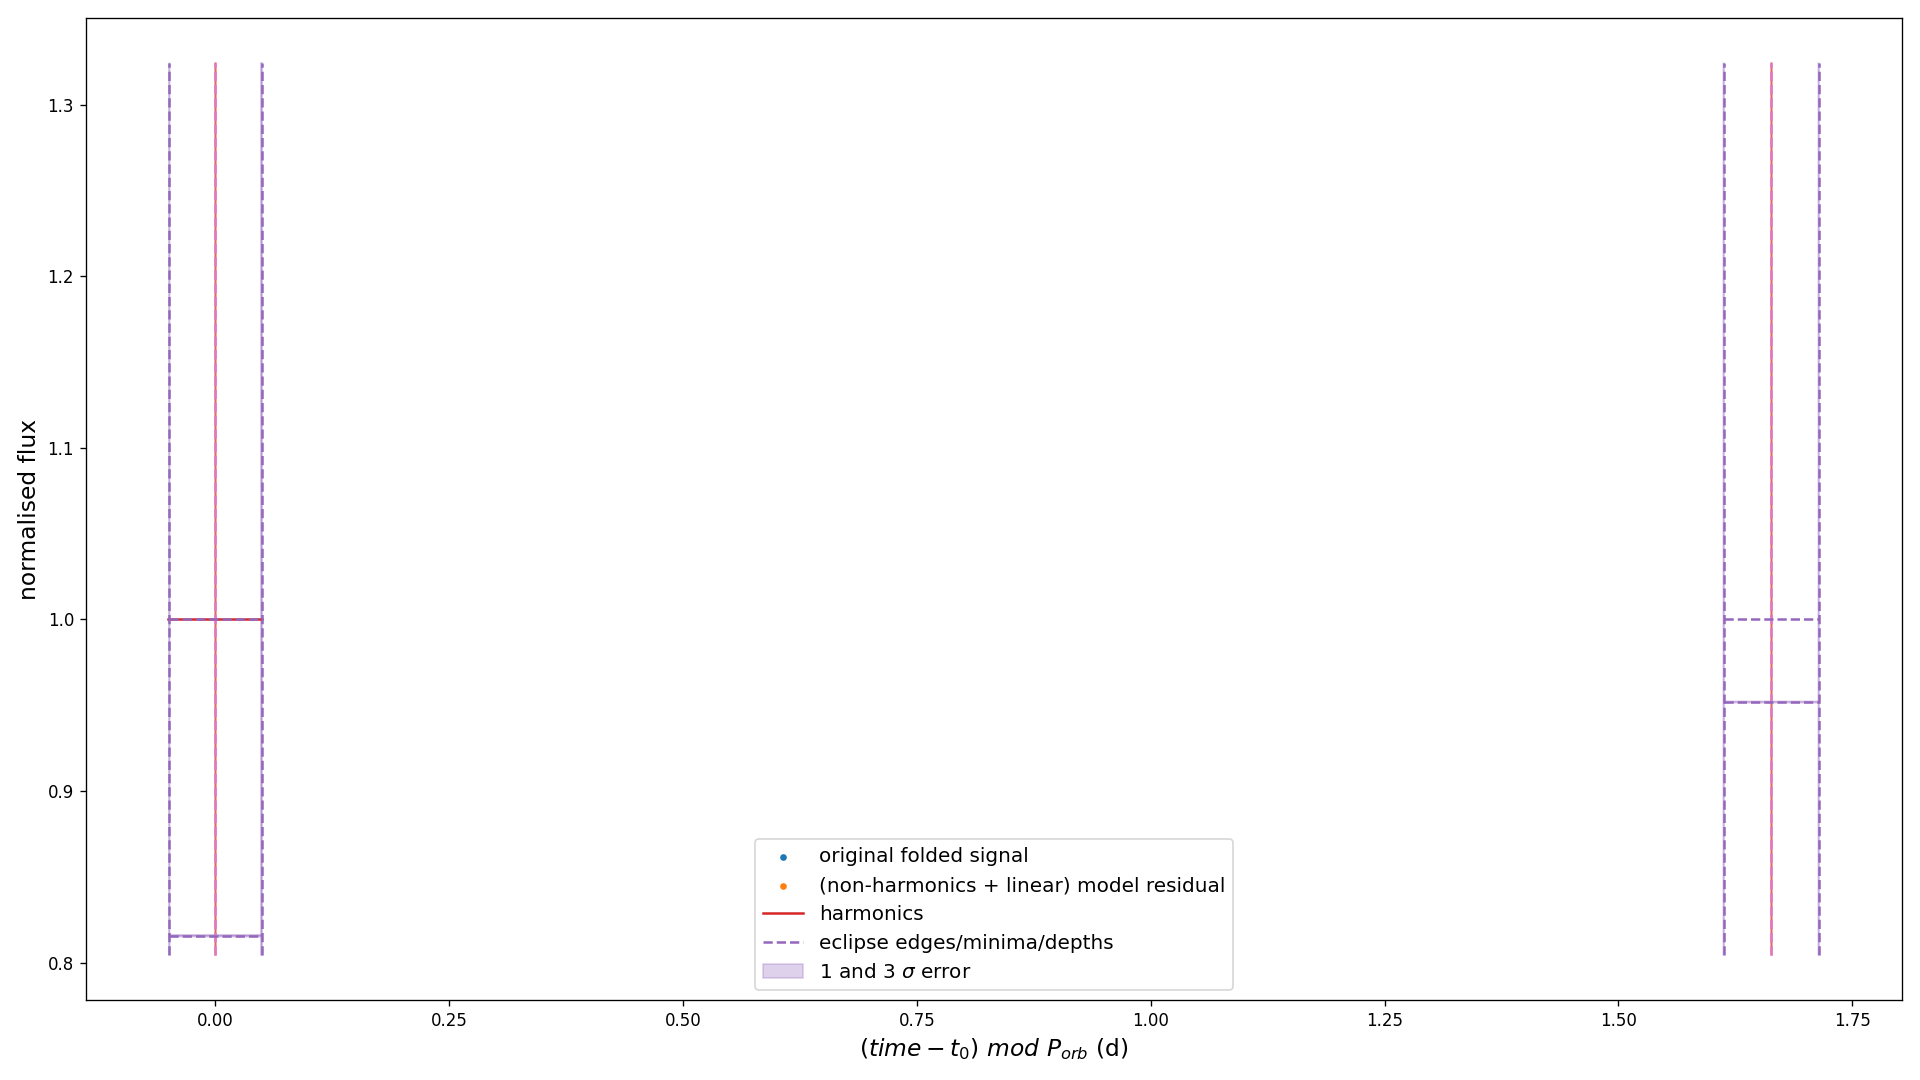 1.3
1.2
1.1
1.0
0.9
0.8
normalised flux
original folded signal
(non-harmonics + linear) model residual
harmonics
eclipse edges/minima/depths
1 and 3 σ error
0.00 0.25 0.50 0.75 1.00 1.25 1.50 1.75
(time − t₀) mod Pₒᵣᵦ (d)